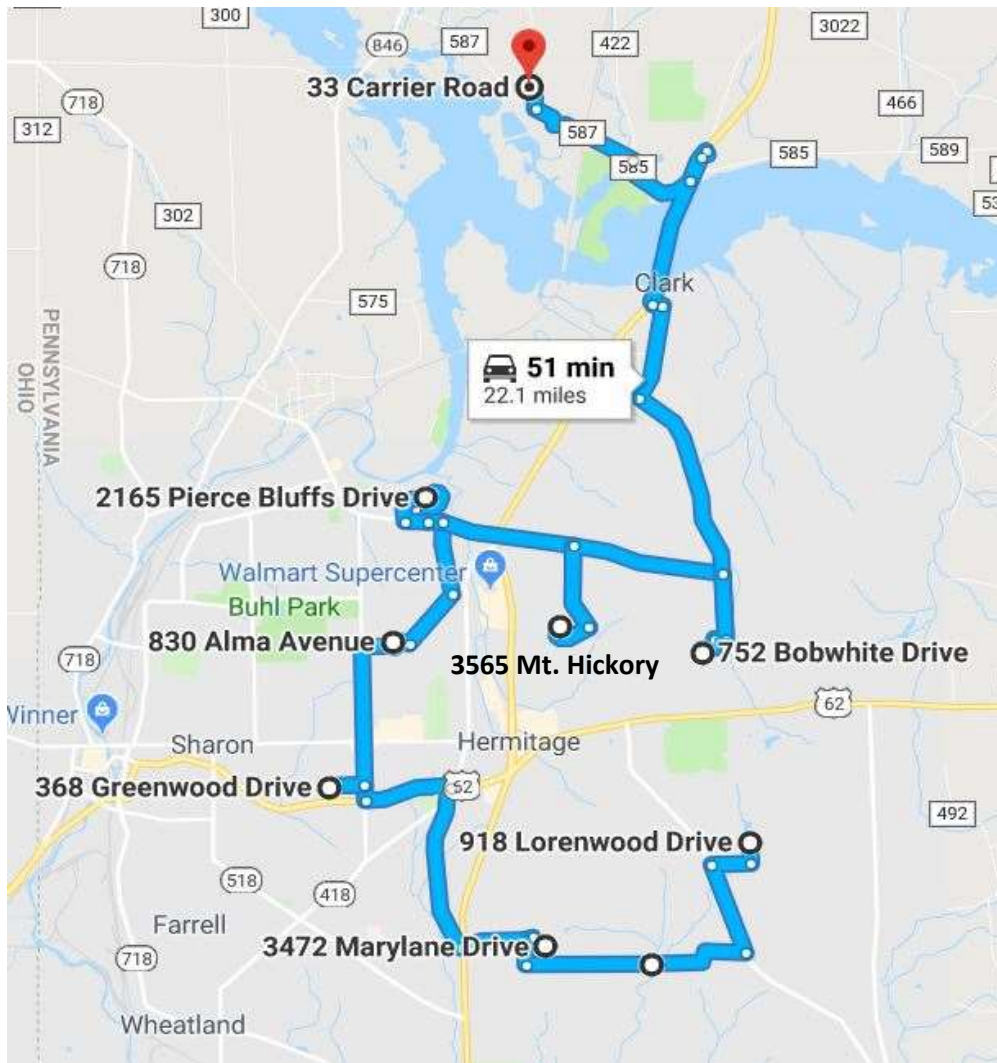 300
846
587
422
3022
33 Carrier Road
718
312
466
587
585
585
589
53
302
718
Clark
575
PENNSYLVANIA
OHIO
51 min
22.1 miles
2165 Pierce Bluffs Drive
Walmart Supercenter
Buhl Park
830 Alma Avenue
3565 Mt. Hickory
752 Bobwhite Drive
718
62
Winner
Sharon
Hermitage
368 Greenwood Drive
62
492
918 Lorenwood Drive
518
418
Farrell
3472 Marylane Drive
718
Wheatland